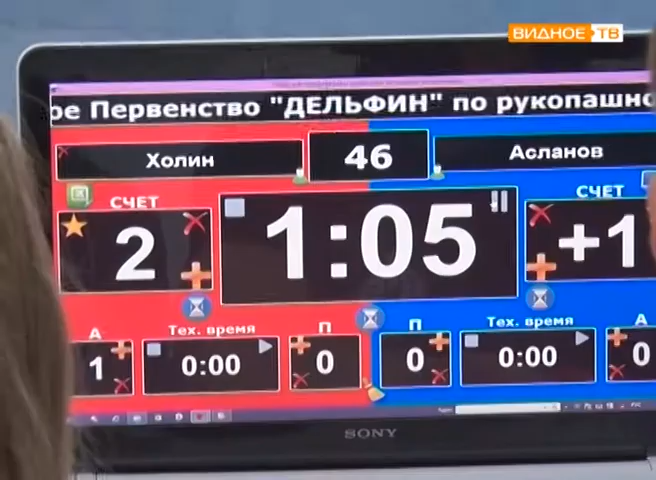 ВИДНОЕ ТВ
ое Первенство "ДЕЛЬФИН" по рукопашно
Холин 46 Асланов
СЧЕТ СЧЕТ
2 1:05 +1
А Тех. время П П Тех. время А
1 0:00 0 0 0:00 0
SONY